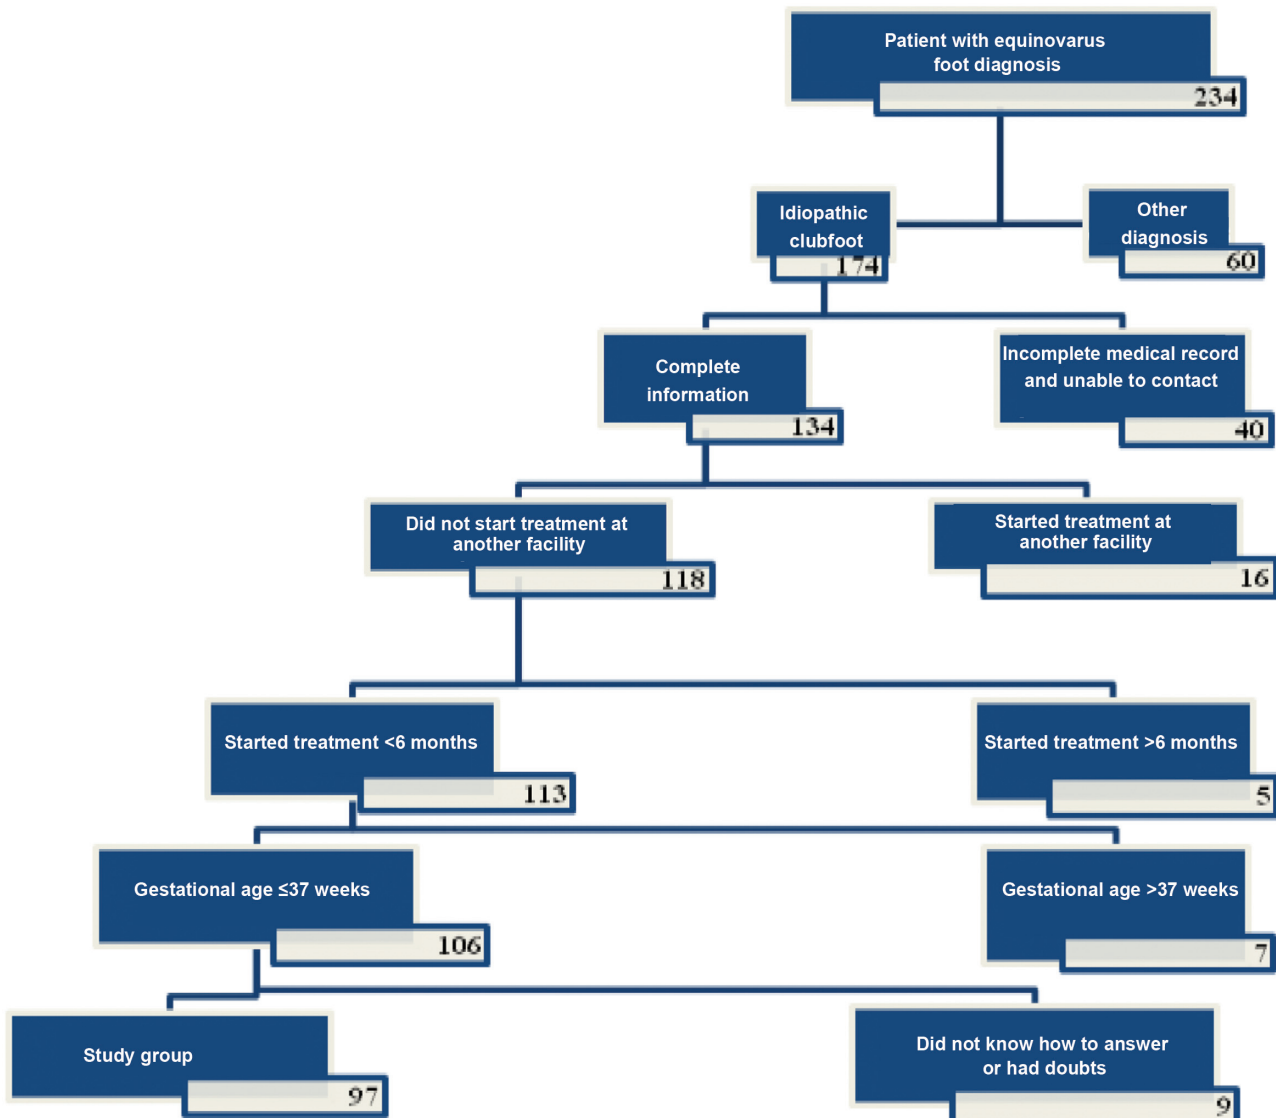 Patient with equinovarus
foot diagnosis
234
Idiopathic
clubfoot
174
Other
diagnosis
60
Complete
information
134
Incomplete medical record
and unable to contact
40
Did not start treatment at
another facility
118
Started treatment at
another facility
16
Started treatment <6 months
113
Started treatment >6 months
5
Gestational age ≤37 weeks
106
Gestational age >37 weeks
7
Study group
97
Did not know how to answer
or had doubts
9